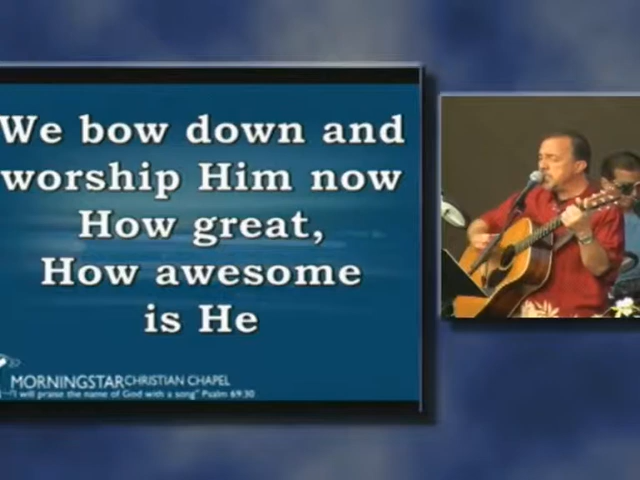 We bow down and
worship Him now
How great,
How awesome
is He
MORNINGSTAR CHRISTIAN CHAPEL
"I will praise the name of God with a song" Psalm 69:30